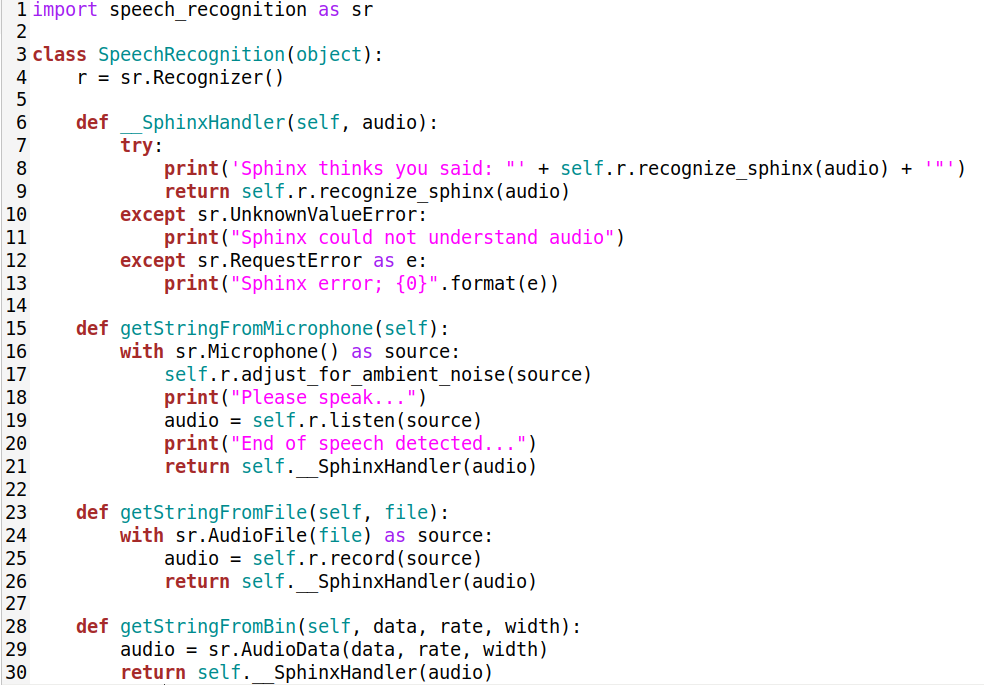 1 import speech_recognition as sr
2
3 class SpeechRecognition(object):
4     r = sr.Recognizer()
5
6     def __SphinxHandler(self, audio):
7         try:
8             print('Sphinx thinks you said: "' + self.r.recognize_sphinx(audio) + '"')
9             return self.r.recognize_sphinx(audio)
10         except sr.UnknownValueError:
11             print("Sphinx could not understand audio")
12         except sr.RequestError as e:
13             print("Sphinx error; {0}".format(e))
14
15     def getStringFromMicrophone(self):
16         with sr.Microphone() as source:
17             self.r.adjust_for_ambient_noise(source)
18             print("Please speak...")
19             audio = self.r.listen(source)
20             print("End of speech detected...")
21             return self.__SphinxHandler(audio)
22
23     def getStringFromFile(self, file):
24         with sr.AudioFile(file) as source:
25             audio = self.r.record(source)
26             return self.__SphinxHandler(audio)
27
28     def getStringFromBin(self, data, rate, width):
29         audio = sr.AudioData(data, rate, width)
30         return self.__SphinxHandler(audio)